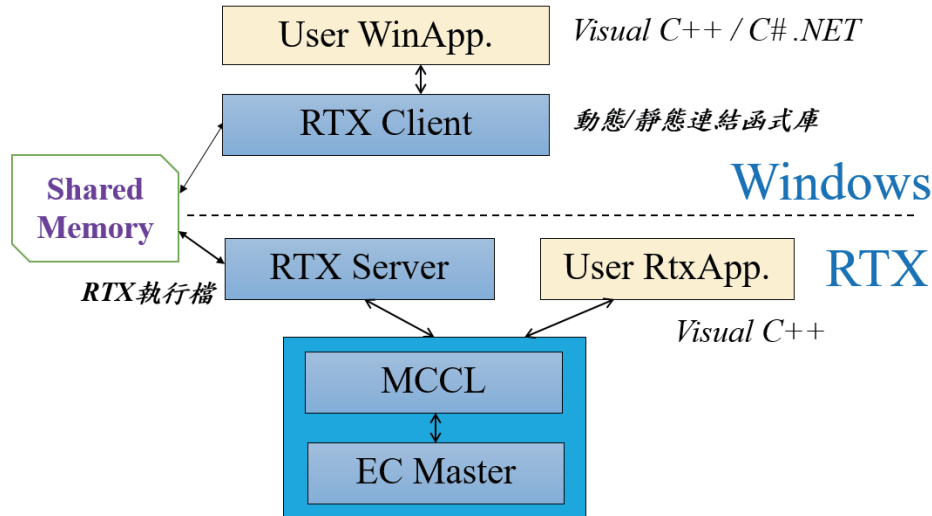 User WinApp.
Visual C++ / C# .NET
RTX Client
動態/靜態連結函式庫
Shared
Memory
Windows
RTX Server
User RtxApp.
RTX
RTX執行檔
Visual C++
MCCL
EC Master